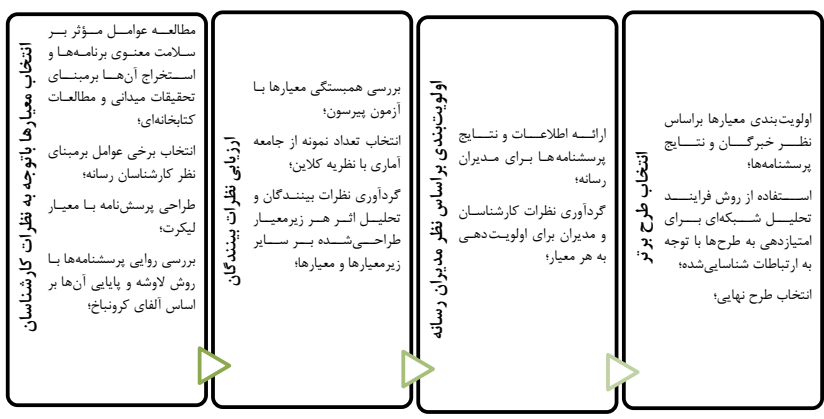 انتخاب معیارها باتوجه به نظرات کارشناسان
مطالعه عوامل مؤثر بر
سلامت معنوی برنامه‌ها و
استخراج آن‌ها برمبنای
تحقیقات میدانی و مطالعات
کتابخانه‌ای؛
انتخاب برخی عوامل برمبنای
نظر کارشناسان رسانه؛
طراحی پرسش‌نامه با معیار
لیکرت؛
بررسی روایی پرسشنامه‌ها با
روش لاوشه و پایایی آن‌ها بر
اساس آلفای کرونباخ؛
ارزیابی نظرات بینندگان
بررسی همبستگی معیارها با
آزمون پیرسون؛
انتخاب تعداد نمونه از جامعه
آماری با نظریه کلاین؛
گردآوری نظرات بینندگان و
تحلیل اثر هر زیرمعیار
طراحی‌شده بر سایر
زیرمعیارها و معیارها؛
اولویت‌بندی براساس نظر مدیران رسانه
ارائه اطلاعات و نتایج
پرسشنامه‌ها برای مدیران
رسانه؛
گردآوری نظرات کارشناسان
و مدیران برای اولویت‌دهی
به هر معیار؛
انتخاب طرح برتر
اولویت‌بندی معیارها براساس
نظر خبرگان و نتایج
پرسشنامه‌ها؛
استفاده از روش فرایند
تحلیل شبکه‌ای برای
امتیازدهی به طرح‌ها با توجه
به ارتباطات شناسایی‌شده؛
انتخاب طرح نهایی؛